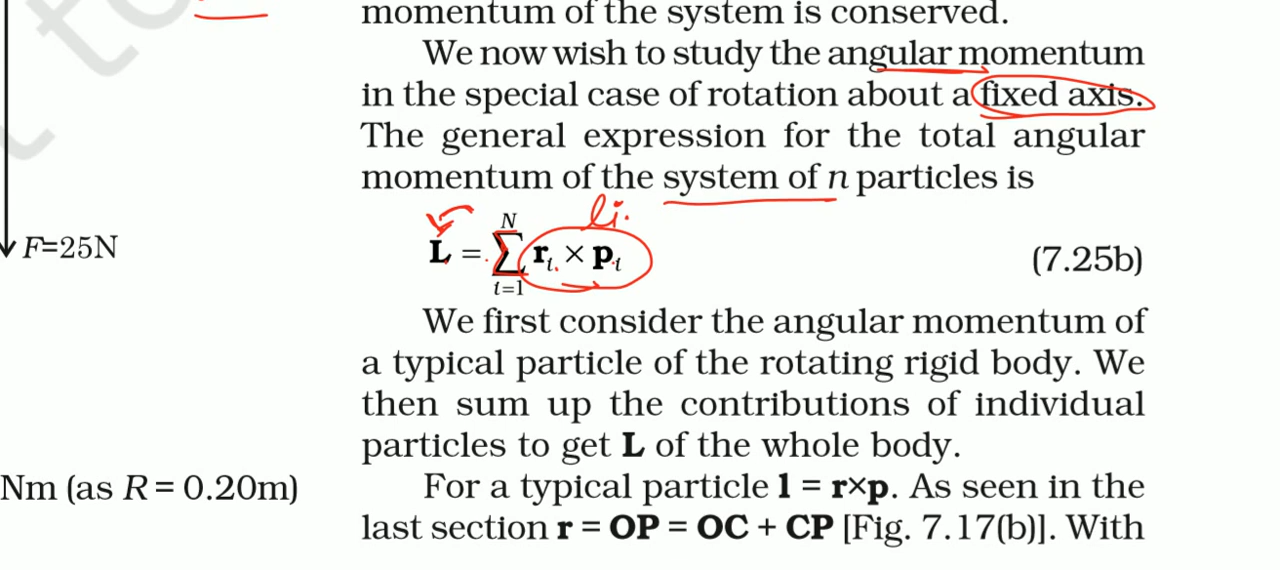 momentum of the system is conserved.
We now wish to study the angular momentum
in the special case of rotation about a fixed axis.
The general expression for the total angular
momentum of the system of n particles is
li.
L = N∑i=1 ri × pi (7.25b)
F=25N
We first consider the angular momentum of
a typical particle of the rotating rigid body. We
then sum up the contributions of individual
particles to get L of the whole body.
Nm (as R = 0.20m)
For a typical particle l = r×p. As seen in the
last section r = OP = OC + CP [Fig. 7.17(b)]. With